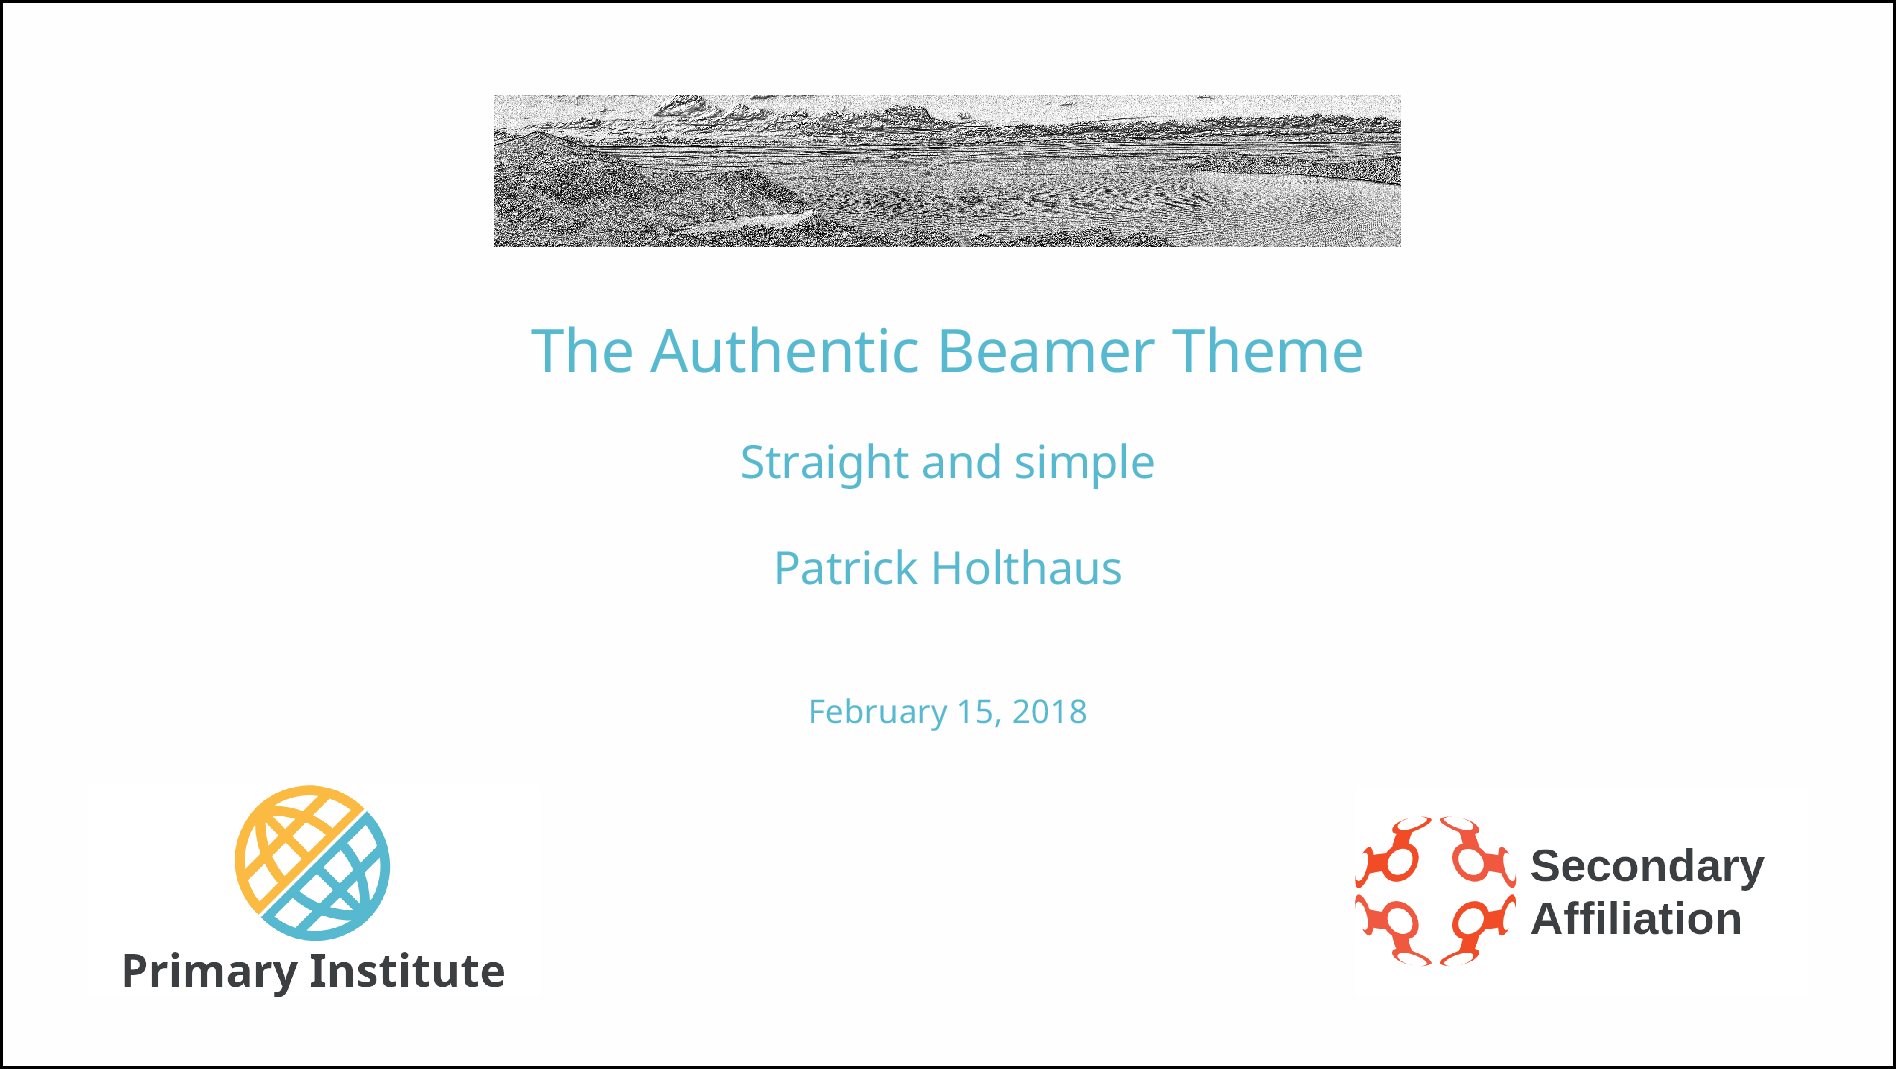 The Authentic Beamer Theme
Straight and simple
Patrick Holthaus
February 15, 2018
Primary Institute
Secondary
Affiliation